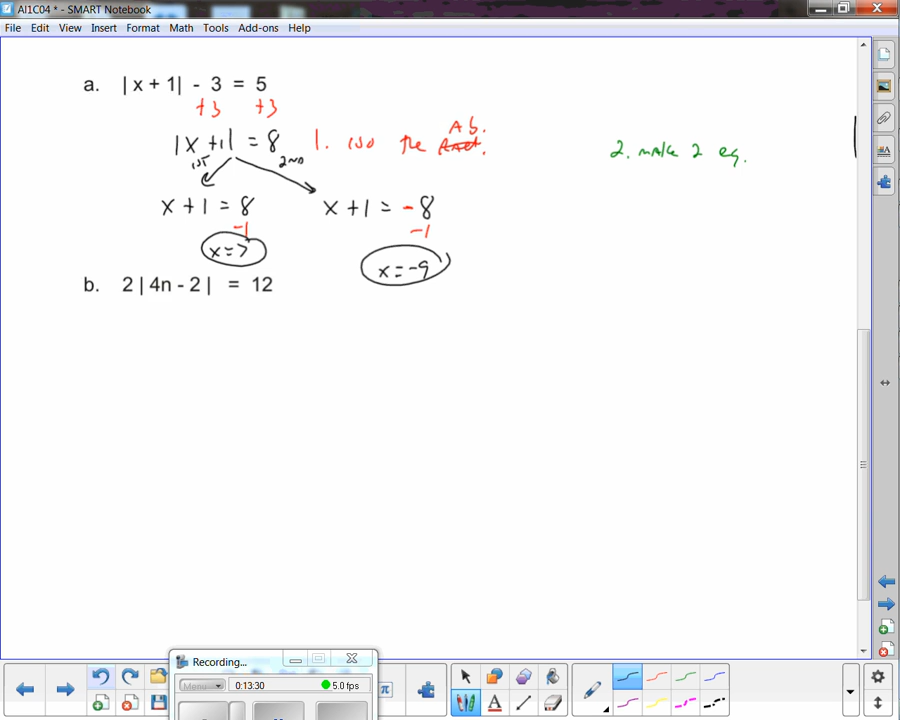 AI1C04 * - SMART Notebook
File Edit View Insert Format Math Tools Add-ons Help
a. | x + 1 | - 3 = 5
+3 +3
|x +1| = 8 1. iso the Ab.
1ST 2ND
2. make 2 eq.
x + 1 = 8 x + 1 = -8
-1 -1
x = 7 x = -9
b. 2 | 4n - 2 | = 12
Recording...
Menu 0:13:30 5.0 fps